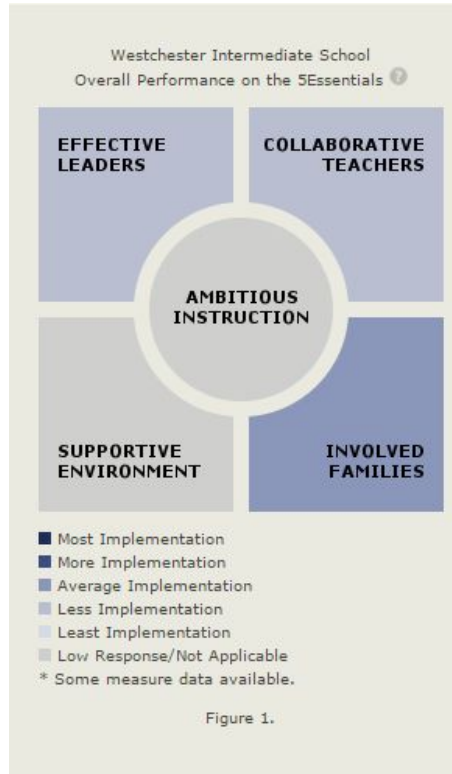 Westchester Intermediate School
Overall Performance on the 5Essentials ?
EFFECTIVE
LEADERS
COLLABORATIVE
TEACHERS
AMBITIOUS
INSTRUCTION
SUPPORTIVE
ENVIRONMENT
INVOLVED
FAMILIES
Most Implementation
More Implementation
Average Implementation
Less Implementation
Least Implementation
Low Response/Not Applicable
* Some measure data available.
Figure 1.